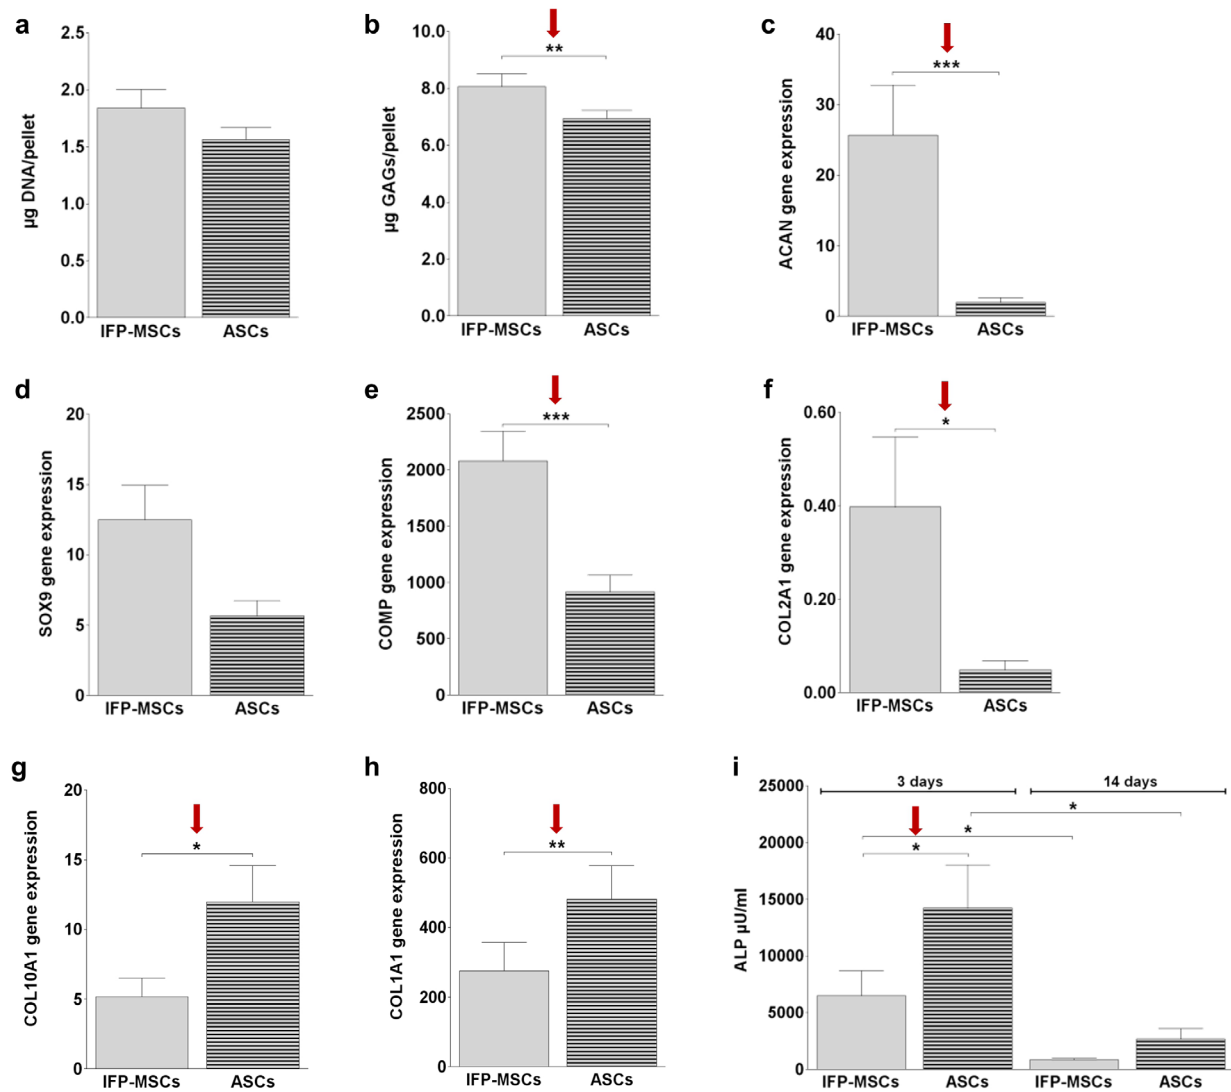 a
2.5
2.0
1.5
1.0
0.5
0.0
µg DNA/pellet
IFP-MSCs ASCs
b
10.0
8.0
6.0
4.0
2.0
0.0
µg GAGs/pellet
**
IFP-MSCs ASCs
c
40
30
20
10
0
ACAN gene expression
***
IFP-MSCs ASCs
d
20
15
10
5
0
SOX9 gene expression
IFP-MSCs ASCs
e
2500
2000
1500
1000
500
0
COMP gene expression
***
IFP-MSCs ASCs
f
0.60
0.40
0.20
0.00
COL2A1 gene expression
*
IFP-MSCs ASCs
g
20
15
10
5
0
COL10A1 gene expression
*
IFP-MSCs ASCs
h
800
600
400
200
0
COL1A1 gene expression
**
IFP-MSCs ASCs
i
3 days 14 days
25000
20000
15000
10000
5000
0
ALP µU/ml
*
*
*
IFP-MSCs ASCs IFP-MSCs ASCs